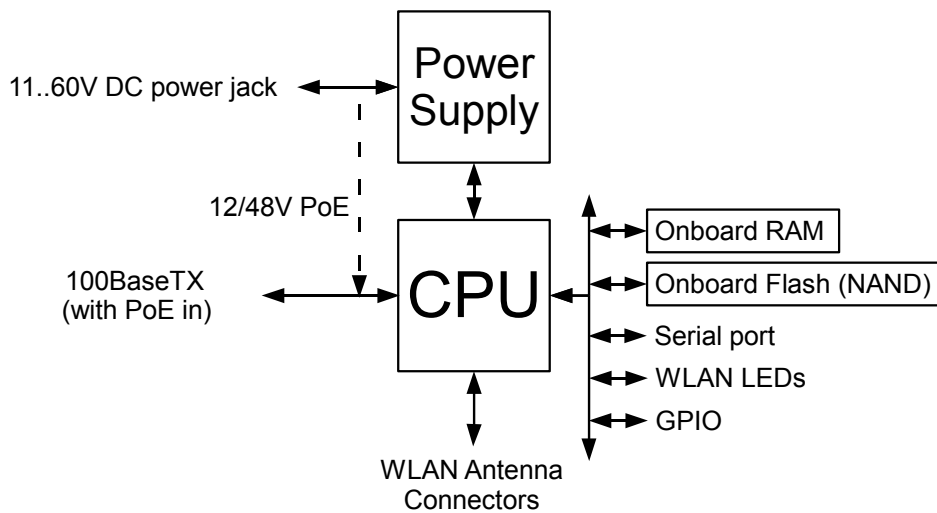 Power
Supply
11..60V DC power jack
12/48V PoE
CPU
100BaseTX
(with PoE in)
Onboard RAM
Onboard Flash (NAND)
Serial port
WLAN LEDs
GPIO
WLAN Antenna
Connectors